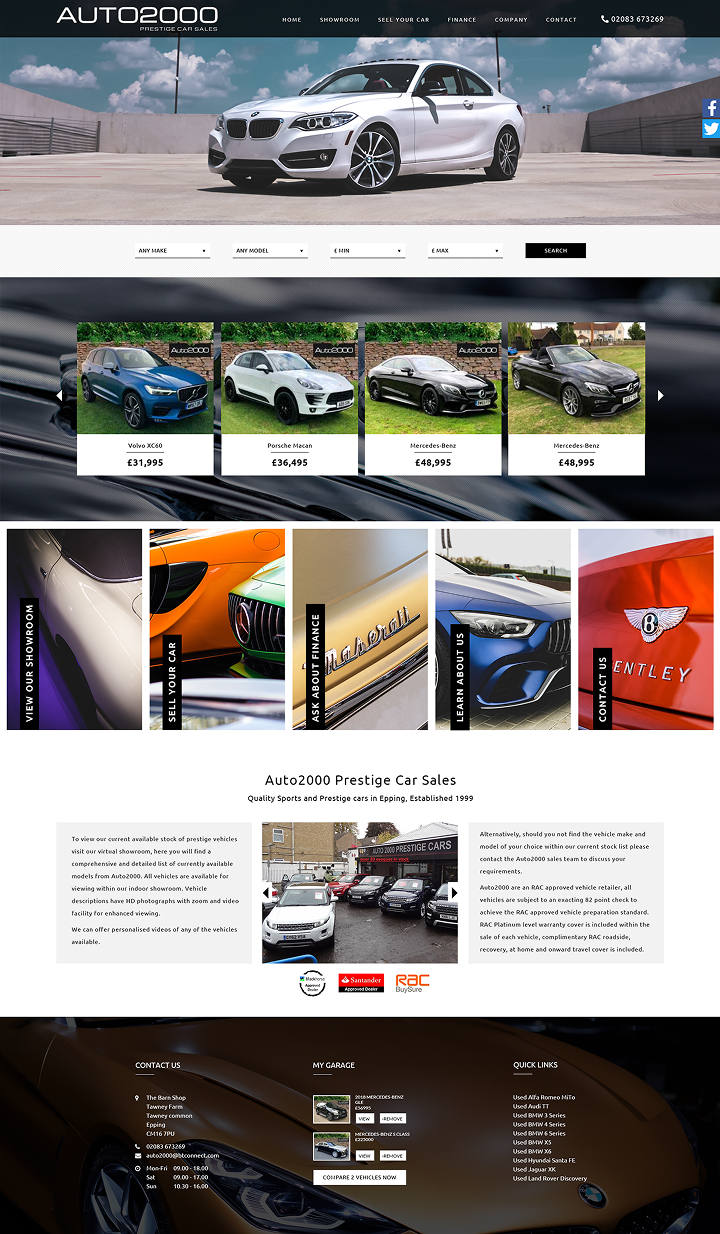 AUTO2000
PRESTIGE CAR SALES
HOME SHOWROOM SELL YOUR CAR FINANCE COMPANY CONTACT 02083 673269
ANY MAKE ANY MODEL £ MIN £ MAX SEARCH
Auto2000 Auto2000 Auto2000
Volvo XC60 Porsche Macan Mercedes-Benz Mercedes-Benz
£31,995 £36,495 £48,995 £48,995
VIEW OUR SHOWROOM
SELL YOUR CAR
Maserati
ASK ABOUT FINANCE
LEARN ABOUT US
B
ENTLEY
CONTACT US
Auto2000 Prestige Car Sales
Quality Sports and Prestige cars in Epping, Established 1999
To view our current available stock of prestige vehicles
visit our virtual showroom, here you will find a
comprehensive and detailed list of currently available
models from Auto2000. All vehicles are available for
viewing within our indoor showroom. Vehicle
descriptions have HD photographs with zoom and video
facility for enhanced viewing.
We can offer personalised videos of any of the vehicles
available.
AUTO 2000 PRESTIGE CARS
Alternatively, should you not find the vehicle make and
model of your choice within our current stock list please
contact the Auto2000 sales team to discuss your
requirements.
Auto2000 are an RAC approved vehicle retailer, all
vehicles are subject to an exacting 82 point check to
achieve the RAC approved vehicle preparation standard.
RAC Platinum level warranty cover is included within the
sale of each vehicle, complimentary RAC roadside,
recovery, at home and onward travel cover is included.
blackhorse
Approved
Dealer
Santander
Approved Dealer
RAC
BuySure
CONTACT US
The Barn Shop
Tawney Farm
Tawney common
Epping
CM16 7PU
02083 673269
auto2000@btconnect.com
Mon-Fri 09.00 - 18.00
Sat 09.00 - 17.00
Sun 10.30 - 16.00
MY GARAGE
2018 MERCEDES-BENZ
GLE
£36995
VIEW -REMOVE
MERCEDES-BENZ S CLASS
£223000
VIEW -REMOVE
COMPARE 2 VEHICLES NOW
QUICK LINKS
Used Alfa Romeo MiTo
Used Audi TT
Used BMW 3 Series
Used BMW 4 Series
Used BMW 6 Series
Used BMW X5
Used BMW X6
Used Hyundai Santa FE
Used Jaguar XK
Used Land Rover Discovery